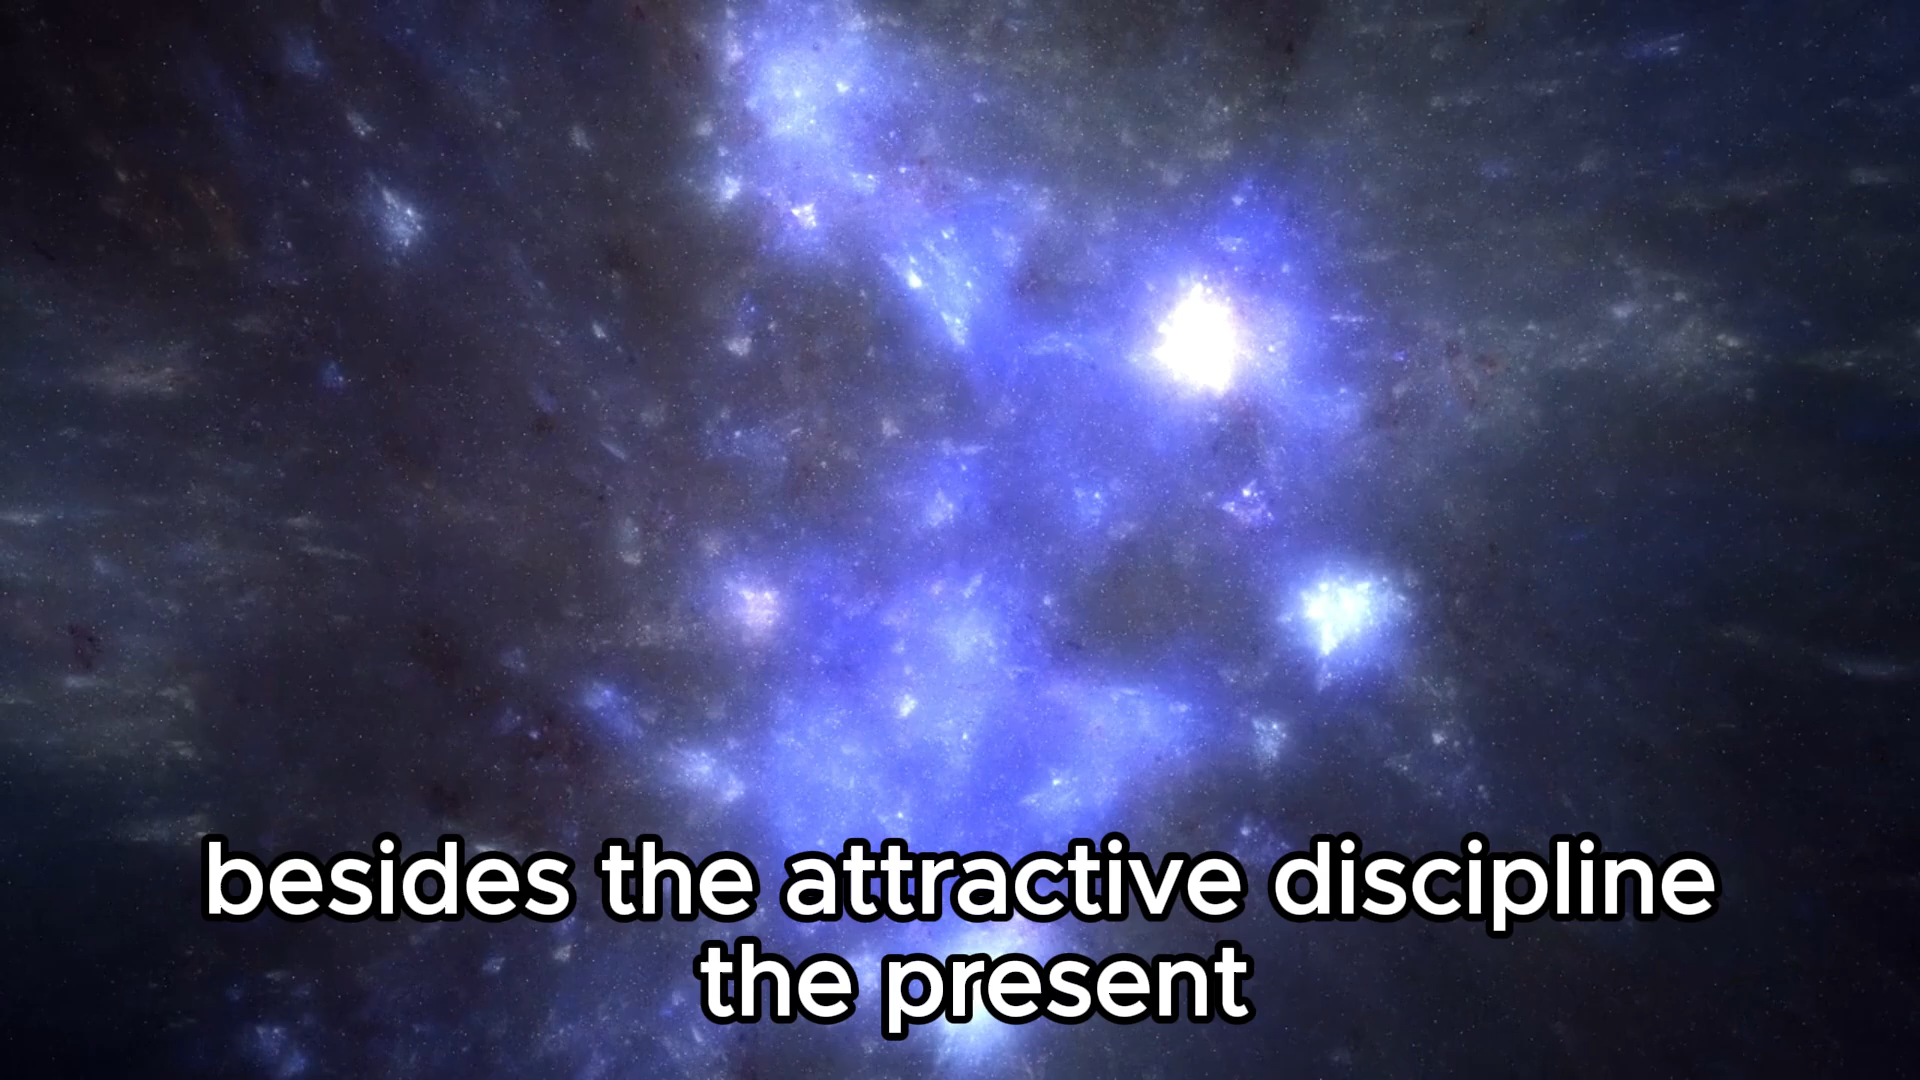 besides the attractive discipline
the present